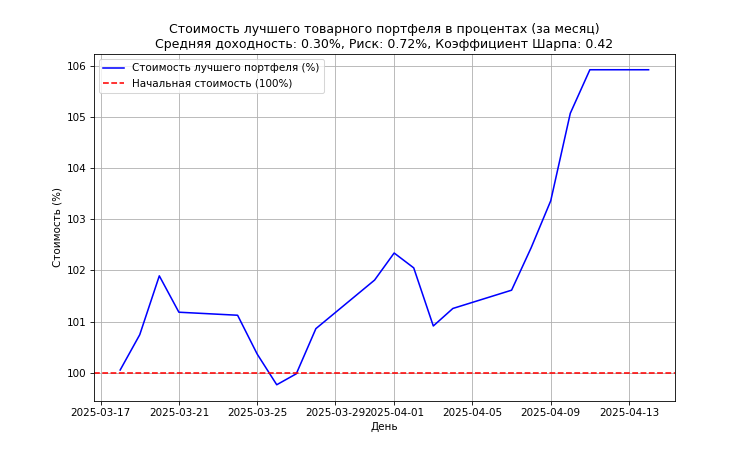 Стоимость лучшего товарного портфеля в процентах (за месяц)
Средняя доходность: 0.30%, Риск: 0.72%, Коэффициент Шарпа: 0.42
Стоимость лучшего портфеля (%)
Начальная стоимость (100%)
Стоимость (%)
106
105
104
103
102
101
100
2025-03-17 2025-03-21 2025-03-25 2025-03-29 2025-04-01 2025-04-05 2025-04-09 2025-04-13
День